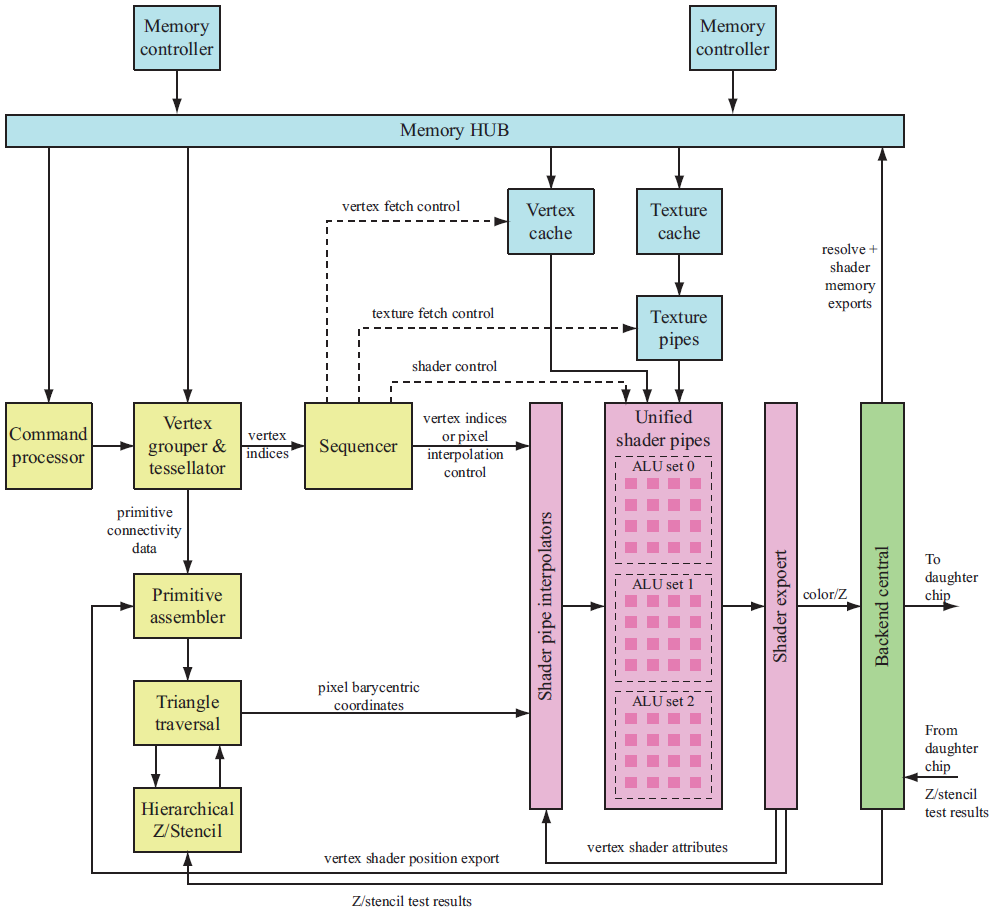 Memory
controller
Memory
controller
Memory HUB
vertex fetch control
Vertex
cache
Texture
cache
resolve +
shader
memory
exports
texture fetch control
Texture
pipes
shader control
Command
processor
Vertex
grouper &
tessellator
vertex
indices
Sequencer
vertex indices
or pixel
interpolation
control
Unified
shader pipes
ALU set 0
ALU set 1
ALU set 2
primitive
connectivity
data
Primitive
assembler
Shader pipe interpolators
Shader expoert
color/Z
Backend central
To
daughter
chip
Triangle
traversal
pixel barycentric
coordinates
From
daughter
chip
Z/stencil
test results
Hierarchical
Z/Stencil
vertex shader attributes
vertex shader position export
Z/stencil test results